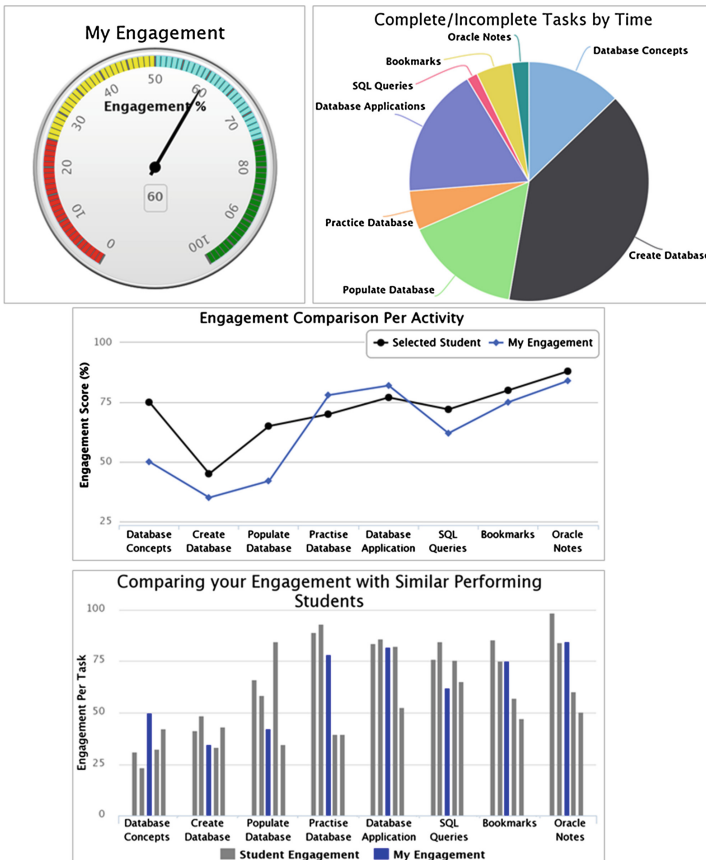 My Engagement
50
40
60
Engagement %
30
70
20
80
60
10
90
0
100
Complete/Incomplete Tasks by Time
Oracle Notes
Database Concepts
Bookmarks
SQL Queries
Database Applications
Practice Database
Create Database
Populate Database
Engagement Comparison Per Activity
100
Selected Student My Engagement
75
50
25
Engagement Score (%)
Database Create Populate Practise Database SQL Bookmarks Oracle
Concepts Database Database Database Application Queries Notes
Comparing your Engagement with Similar Performing
Students
100
75
50
25
0
Engagement Per Task
Database Create Populate Practise Database SQL Bookmarks Oracle
Concepts Database Database Database Application Queries Notes
Student Engagement My Engagement